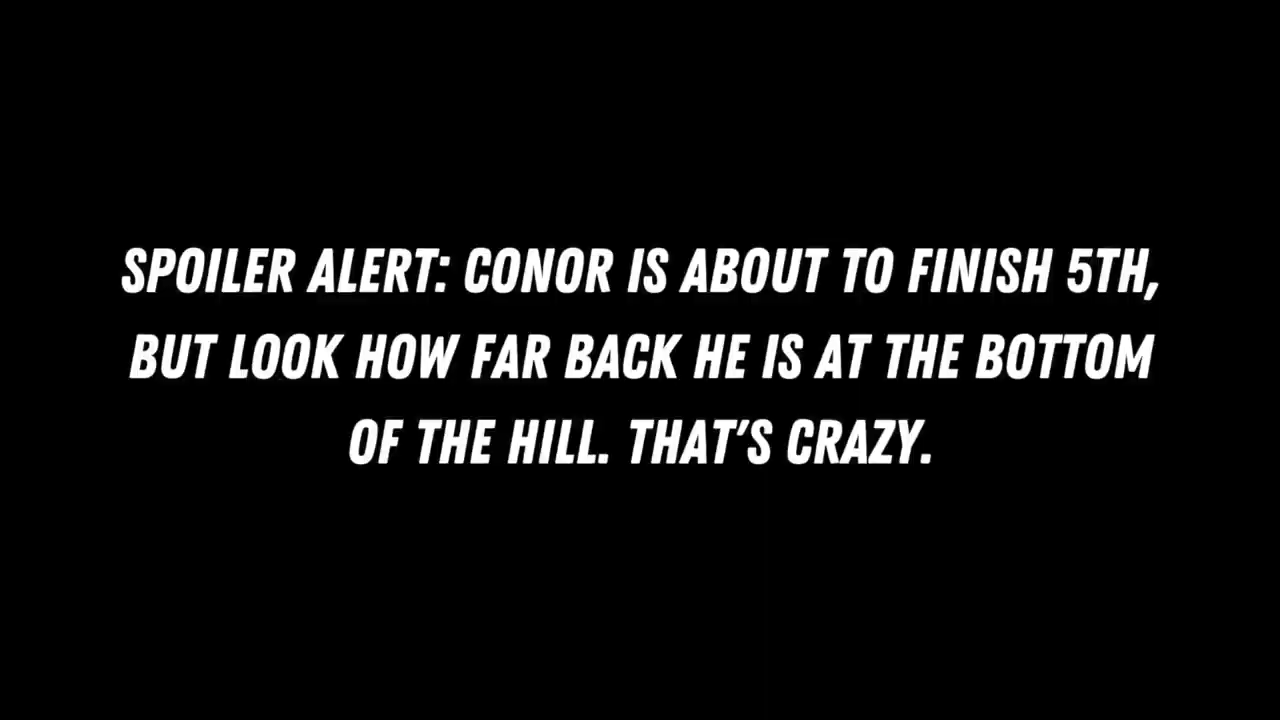 SPOILER ALERT: CONOR IS ABOUT TO FINISH 5TH,
BUT LOOK HOW FAR BACK HE IS AT THE BOTTOM
OF THE HILL. THAT'S CRAZY.